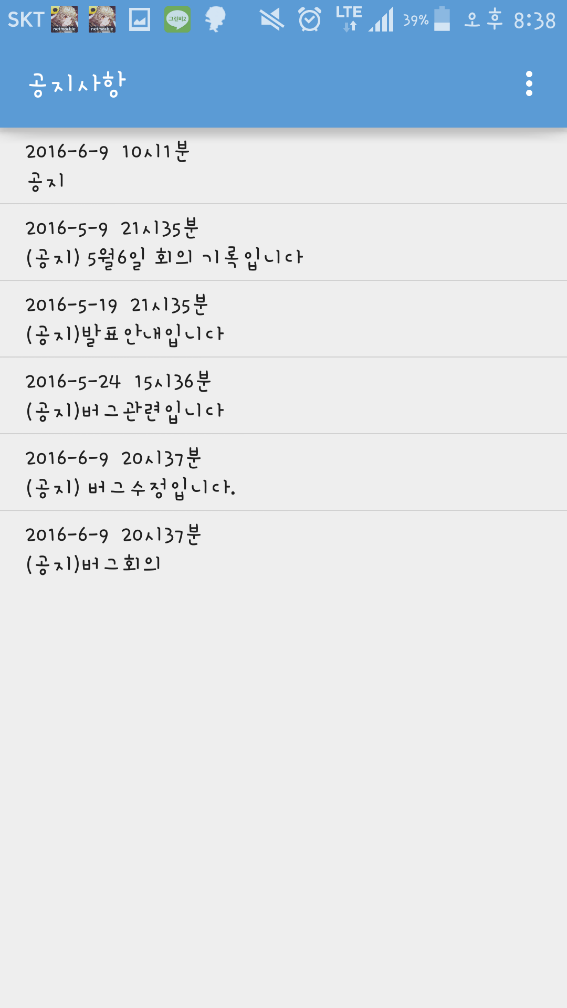 SKT LTE 39% 오후 8:38
공지사항
2016-6-9 10시1분
공지
2016-5-9 21시35분
(공지) 5월6일 회의 기록입니다
2016-5-19 21시35분
(공지)발표안내입니다
2016-5-24 15시36분
(공지)버그관련입니다
2016-6-9 20시37분
(공지) 버그수정입니다.
2016-6-9 20시37분
(공지)버그회의